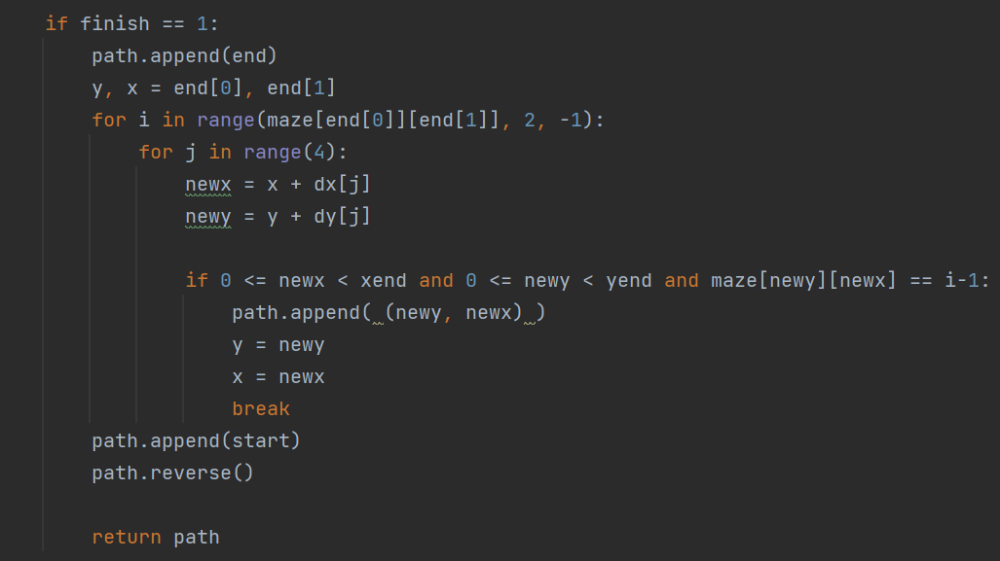 if finish == 1:
    path.append(end)
    y, x = end[0], end[1]
    for i in range(maze[end[0]][end[1]], 2, -1):
        for j in range(4):
            newx = x + dx[j]
            newy = y + dy[j]

            if 0 <= newx < xend and 0 <= newy < yend and maze[newy][newx] == i-1:
                path.append( (newy, newx) )
                y = newy
                x = newx
                break
    path.append(start)
    path.reverse()

    return path